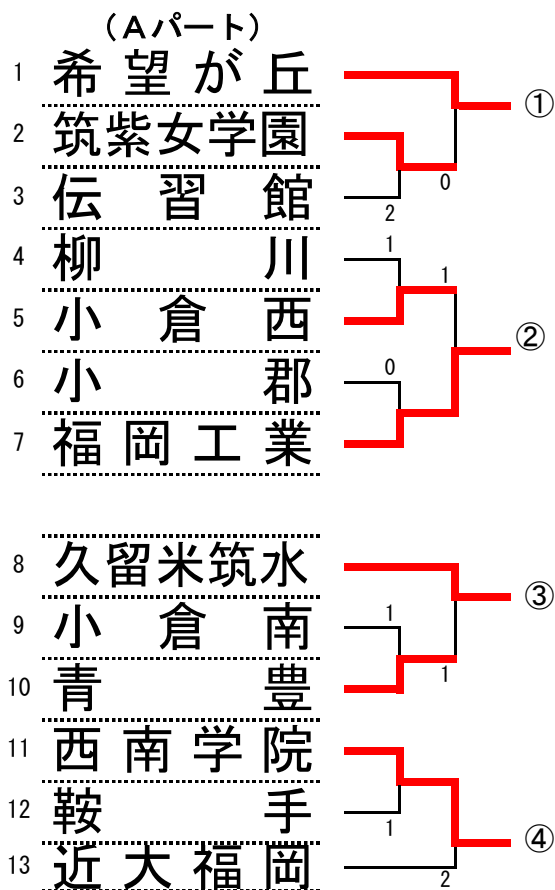 (Aパート)
1 希望が丘
①
2 筑紫女学園
0
3 伝習館
2
4 柳川
1
1
5 小倉西
②
6 小郡
0
7 福岡工業
8 久留米筑水
③
9 小倉南
1
10 青豊
1
11 西南学院
12 鞍手
1
④
13 近大福岡
2